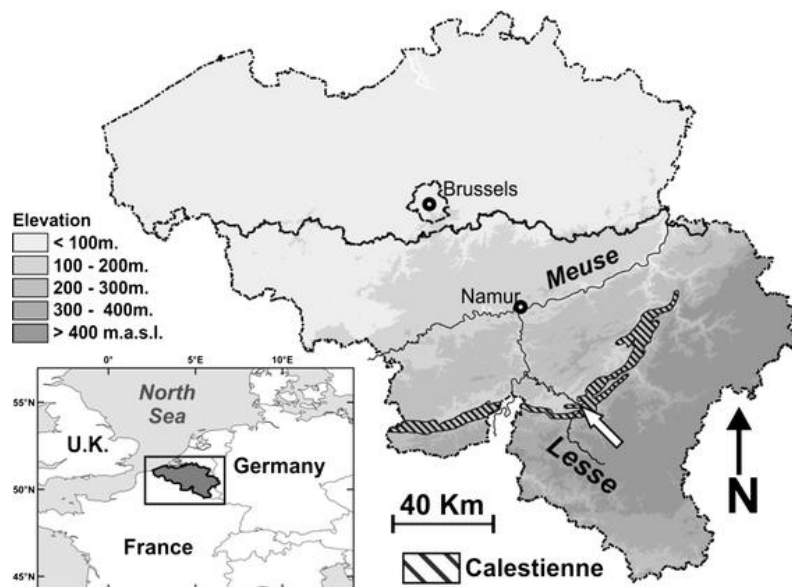 Brussels
Elevation
< 100m.
100 - 200m.
200 - 300m.
300 - 400m.
> 400 m.a.s.l.
Meuse
Namur
0°
5°E
10°E
55°N
50°N
45°N
North
Sea
U.K.
Germany
France
Lesse
40 Km
N
Calestienne